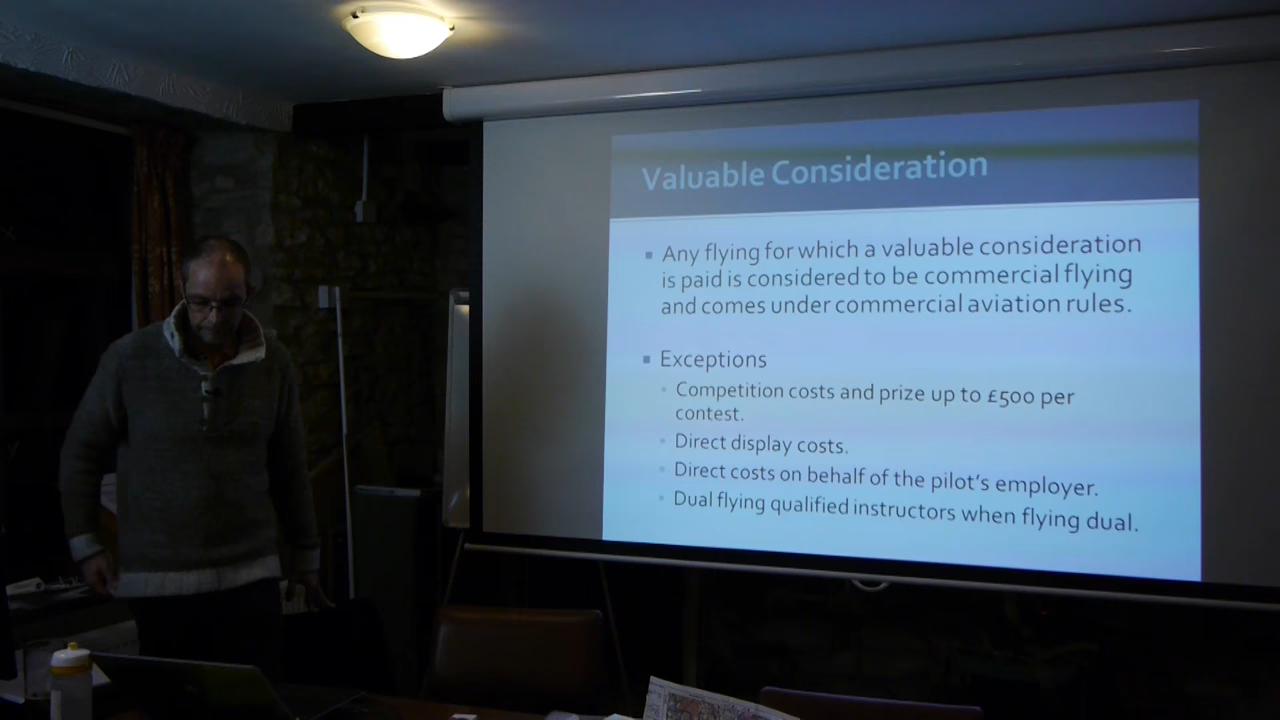 Valuable Consideration
Any flying for which a valuable consideration
is paid is considered to be commercial flying
and comes under commercial aviation rules.
Exceptions
Competition costs and prize up to £500 per
contest.
Direct display costs.
Direct costs on behalf of the pilot's employer.
Dual flying qualified instructors when flying dual.